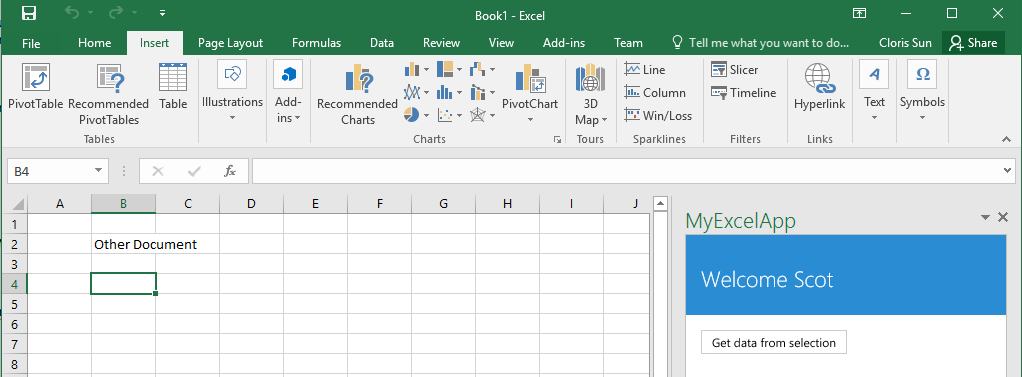 Book1 - Excel
File Home Insert Page Layout Formulas Data Review View Add-ins Team Tell me what you want to do... Cloris Sun Share
PivotTable Recommended PivotTables Table Illustrations Add-ins Recommended Charts PivotChart 3D Map Line Column Win/Loss Slicer Timeline Hyperlink Text Symbols
Tables Charts Tours Sparklines Filters Links
B4 fx
A B C D E F G H I J
1
2 Other Document
3
4
5
6
7
8
MyExcelApp
Welcome Scot
Get data from selection